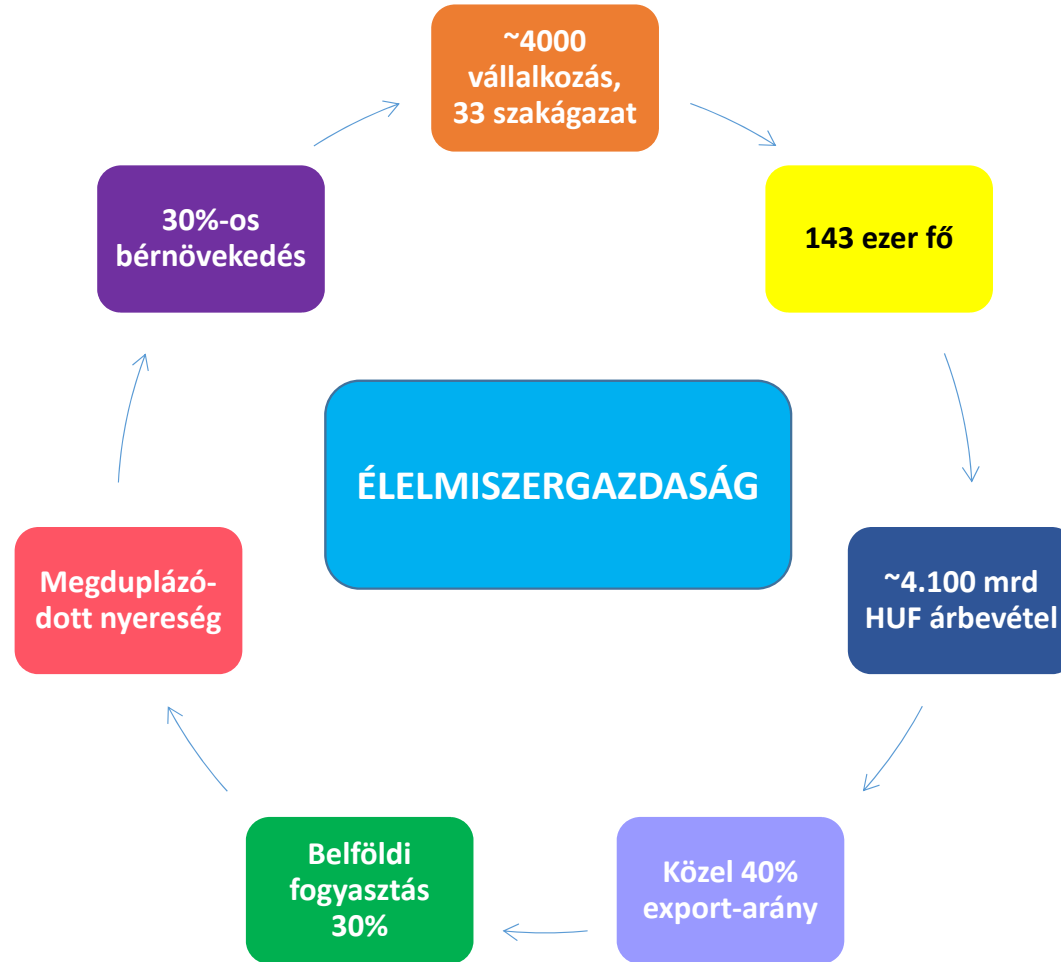 ~4000
vállalkozás,
33 szakágazat
143 ezer fő
~4.100 mrd
HUF árbevétel
Közel 40%
export-arány
Belföldi
fogyasztás
30%
Megduplázó-
dott nyereség
30%-os
bérnövekedés
ÉLELMISZERGAZDASÁG